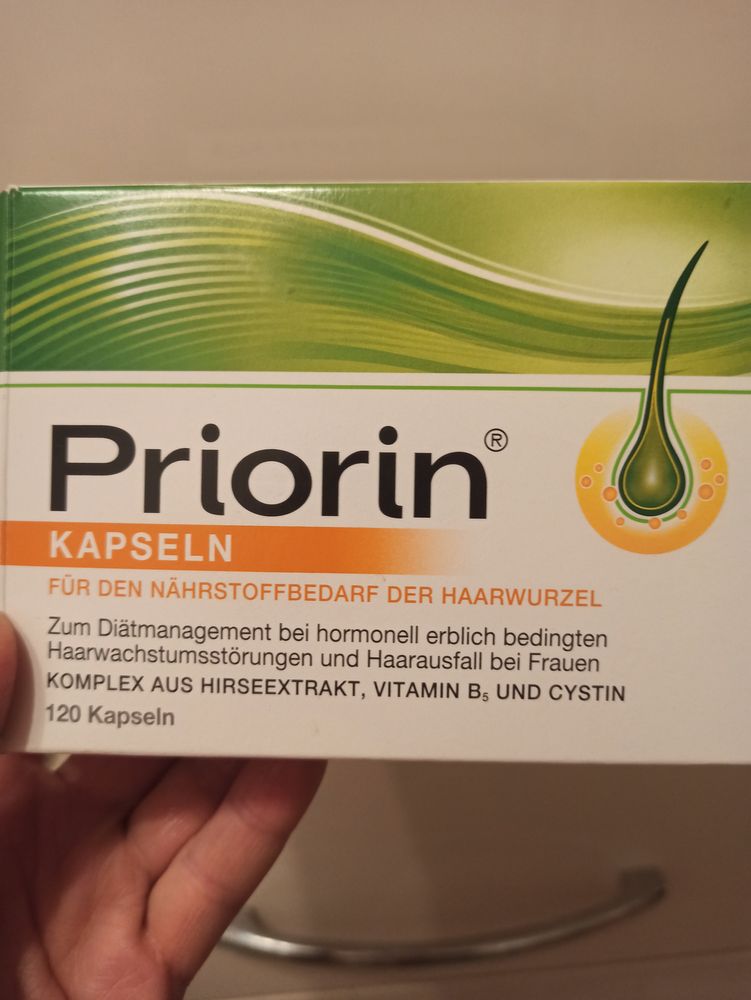 Priorin®
KAPSELN
FÜR DEN NÄHRSTOFFBEDARF DER HAARWURZEL
Zum Diätmanagement bei hormonell erblich bedingten
Haarwachstumsstörungen und Haarausfall bei Frauen
KOMPLEX AUS HIRSEEXTRAKT, VITAMIN B₅ UND CYSTIN
120 Kapseln